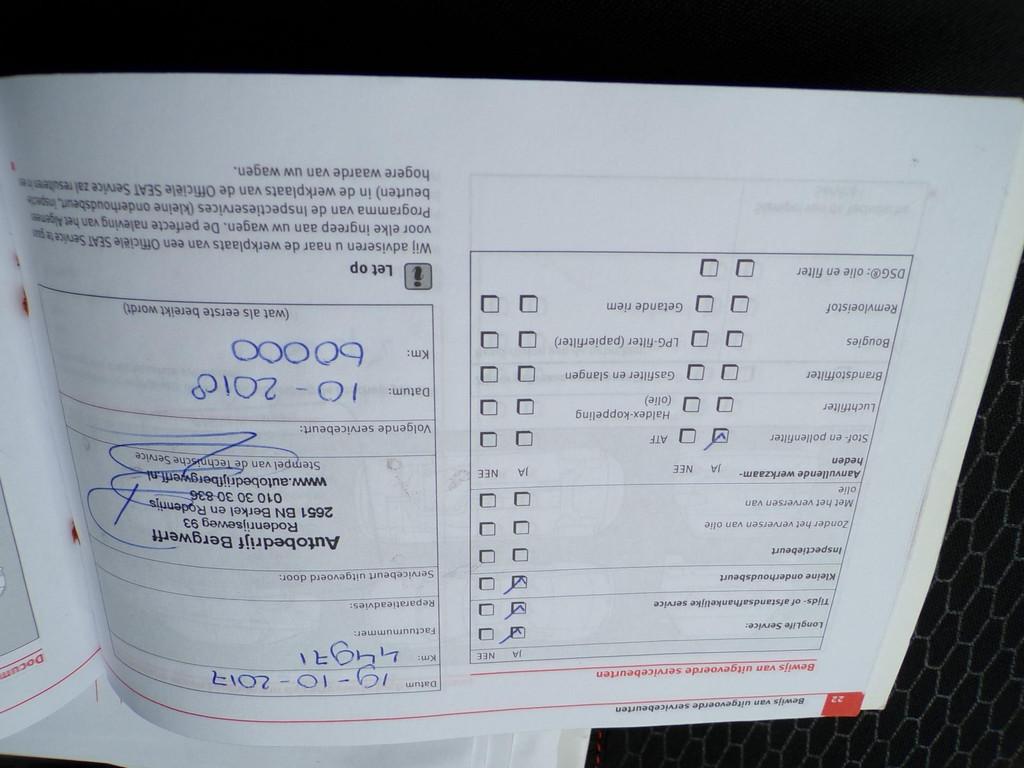 22
Bewijs van uitgevoerde servicebeurten
Bewijs van uitgevoerde servicebeurten
JA NEE
LongLife Service:
Tijds- of afstandsafhankelijke service
Kleine onderhoudsbeurt
Inspectiebeurt
Zonder het verversen van olie
Met het verversen van
olie
Aanvullende werkzaam-
heden
JA NEE JA NEE
Stof- en pollenfilter ATF
Luchtfilter Haldex-koppeling
(olie)
Brandstoffilter Gasfilter en slangen
Bougies LPG-filter (papierfilter)
Remvloeistof Getande riem
DSG®: olie en filter
Datum 19-10-2017
Km: 44971
Factuurnummer:
Reparatieadvies:
Servicebeurt uitgevoerd door:
Autobedrijf Bergwerff
Rodenrijseweg 93
2651 BN Berkel en Rodenrijs
010 30 30-836
www.autobedrijfbergwerff.nl
Stempel van de Technische Service
Volgende servicebeurt:
Datum: 10-2018
Km: 60000
(wat als eerste bereikt wordt)
Let op
Wij adviseren u naar de werkplaats van een Officiële SEAT Service te gaan
voor elke ingreep aan uw wagen. De perfecte naleving van het
Programma van de Inspectieservices (kleine onderhoudsbeurt,
beurten) in de werkplaats van de Officiële SEAT Service zal resulteren
hogere waarde van uw wagen.
Docum